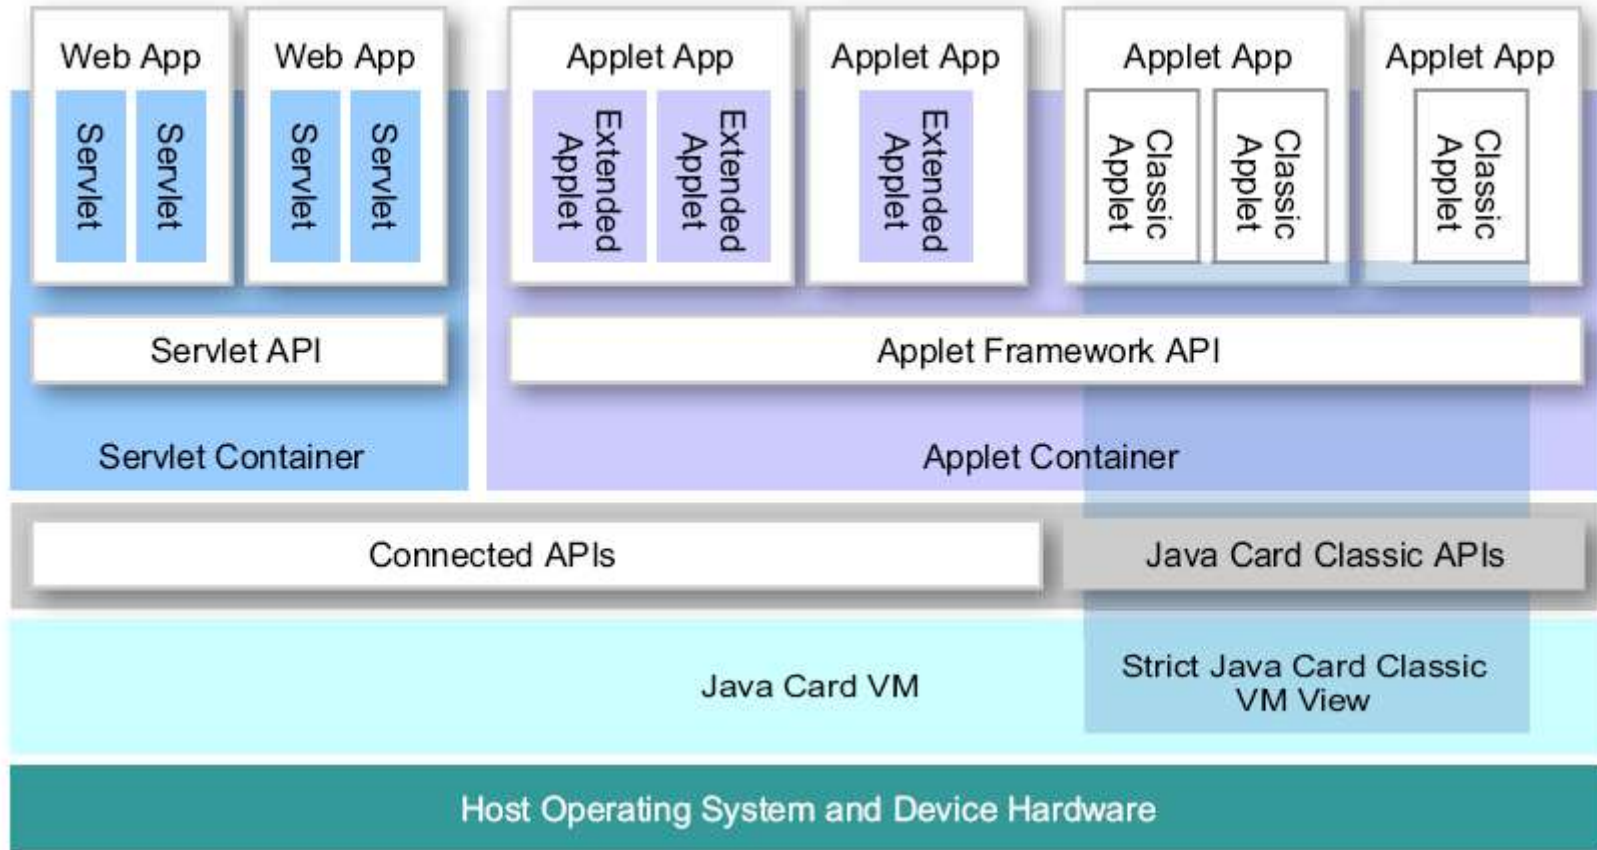 Web App
Web App
Applet App
Applet App
Applet App
Applet App
Servlet
Servlet
Servlet
Servlet
Extended
Applet
Extended
Applet
Extended
Applet
Classic
Applet
Classic
Applet
Classic
Applet
Servlet API
Applet Framework API
Servlet Container
Applet Container
Connected APIs
Java Card Classic APIs
Java Card VM
Strict Java Card Classic
VM View
Host Operating System and Device Hardware